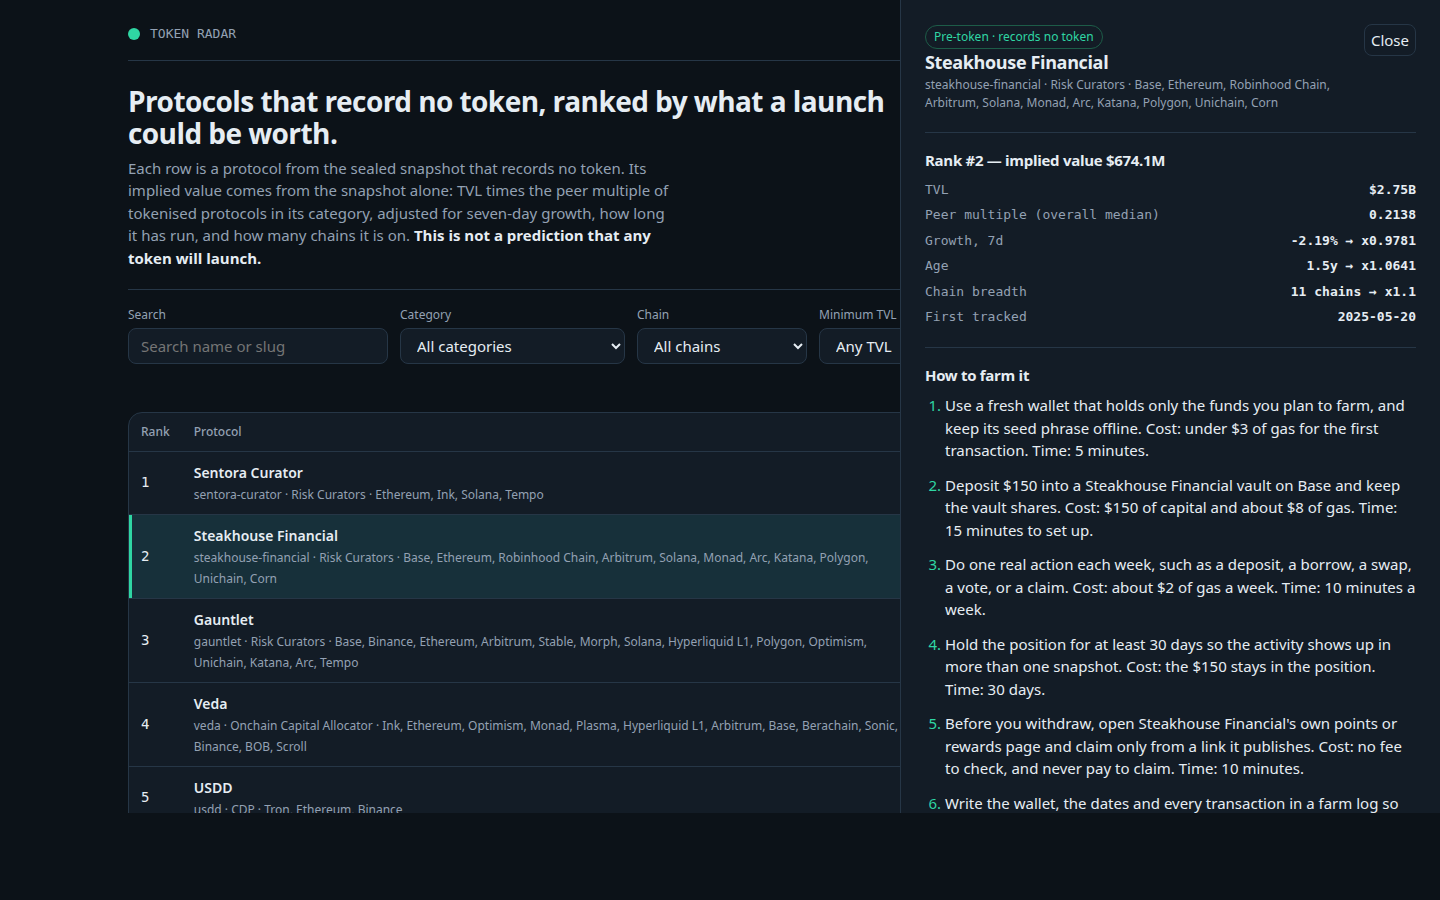 TOKEN RADAR
Protocols that record no token, ranked by what a launch
could be worth.
Each row is a protocol from the sealed snapshot that records no token. Its
implied value comes from the snapshot alone: TVL times the peer multiple of
tokenised protocols in its category, adjusted for seven-day growth, how long
it has run, and how many chains it is on. This is not a prediction that any
token will launch.
Search
Category
Chain
Minimum TVL
Search name or slug
All categories
All chains
Any TVL
Rank
Protocol
1
Sentora Curator
sentora-curator · Risk Curators · Ethereum, Ink, Solana, Tempo
2
Steakhouse Financial
steakhouse-financial · Risk Curators · Base, Ethereum, Robinhood Chain, Arbitrum, Solana, Monad, Arc, Katana, Polygon,
Unichain, Corn
3
Gauntlet
gauntlet · Risk Curators · Base, Binance, Ethereum, Arbitrum, Stable, Morph, Solana, Hyperliquid L1, Polygon, Optimism,
Unichain, Katana, Arc, Tempo
4
Veda
veda · Onchain Capital Allocator · Ink, Ethereum, Optimism, Monad, Plasma, Hyperliquid L1, Arbitrum, Base, Berachain, Sonic,
Binance, BOB, Scroll
5
USDD
usdd · CDP · Tron, Ethereum, Binance
Pre-token · records no token
Close
Steakhouse Financial
steakhouse-financial · Risk Curators · Base, Ethereum, Robinhood Chain,
Arbitrum, Solana, Monad, Arc, Katana, Polygon, Unichain, Corn
Rank #2 — implied value $674.1M
TVL $2.75B
Peer multiple (overall median) 0.2138
Growth, 7d -2.19% → x0.9781
Age 1.5y → x1.0641
Chain breadth 11 chains → x1.1
First tracked 2025-05-20
How to farm it
1. Use a fresh wallet that holds only the funds you plan to farm, and
keep its seed phrase offline. Cost: under $3 of gas for the first
transaction. Time: 5 minutes.
2. Deposit $150 into a Steakhouse Financial vault on Base and keep
the vault shares. Cost: $150 of capital and about $8 of gas. Time:
15 minutes to set up.
3. Do one real action each week, such as a deposit, a borrow, a swap,
a vote, or a claim. Cost: about $2 of gas a week. Time: 10 minutes a
week.
4. Hold the position for at least 30 days so the activity shows up in
more than one snapshot. Cost: the $150 stays in the position.
Time: 30 days.
5. Before you withdraw, open Steakhouse Financial's own points or
rewards page and claim only from a link it publishes. Cost: no fee
to check, and never pay to claim. Time: 10 minutes.
6. Write the wallet, the dates and every transaction in a farm log so